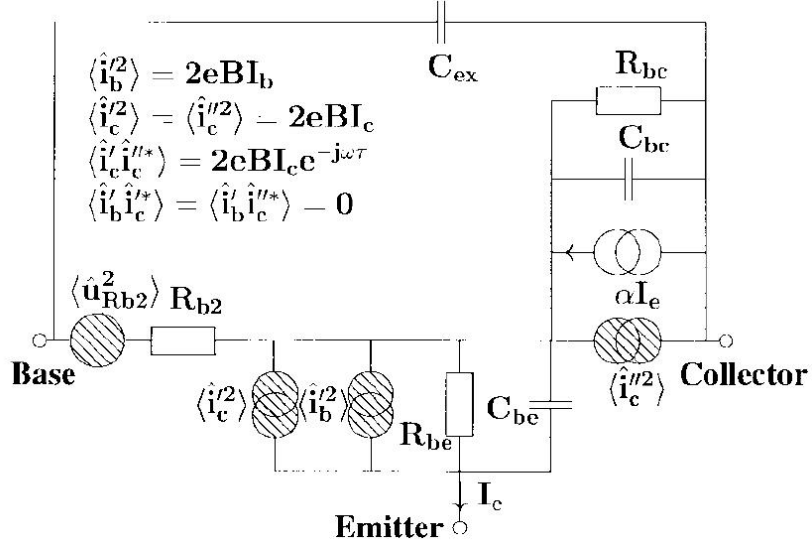 C_ex
⟨î_b'^2⟩ = 2eBI_b
⟨î_c'^2⟩ = ⟨î_c''^2⟩ = 2eBI_c
⟨î_c' î_c''*⟩ = 2eBI_c e^{-jωτ}
⟨î_b' î_c'*⟩ = ⟨î_b' î_c''*⟩ = 0
R_bc
C_bc
αI_e
⟨û_Rb2^2⟩
R_b2
Base
Collector
⟨î_c''^2⟩
⟨î_c'^2⟩
⟨î_b'^2⟩
R_be
C_be
I_e
Emitter